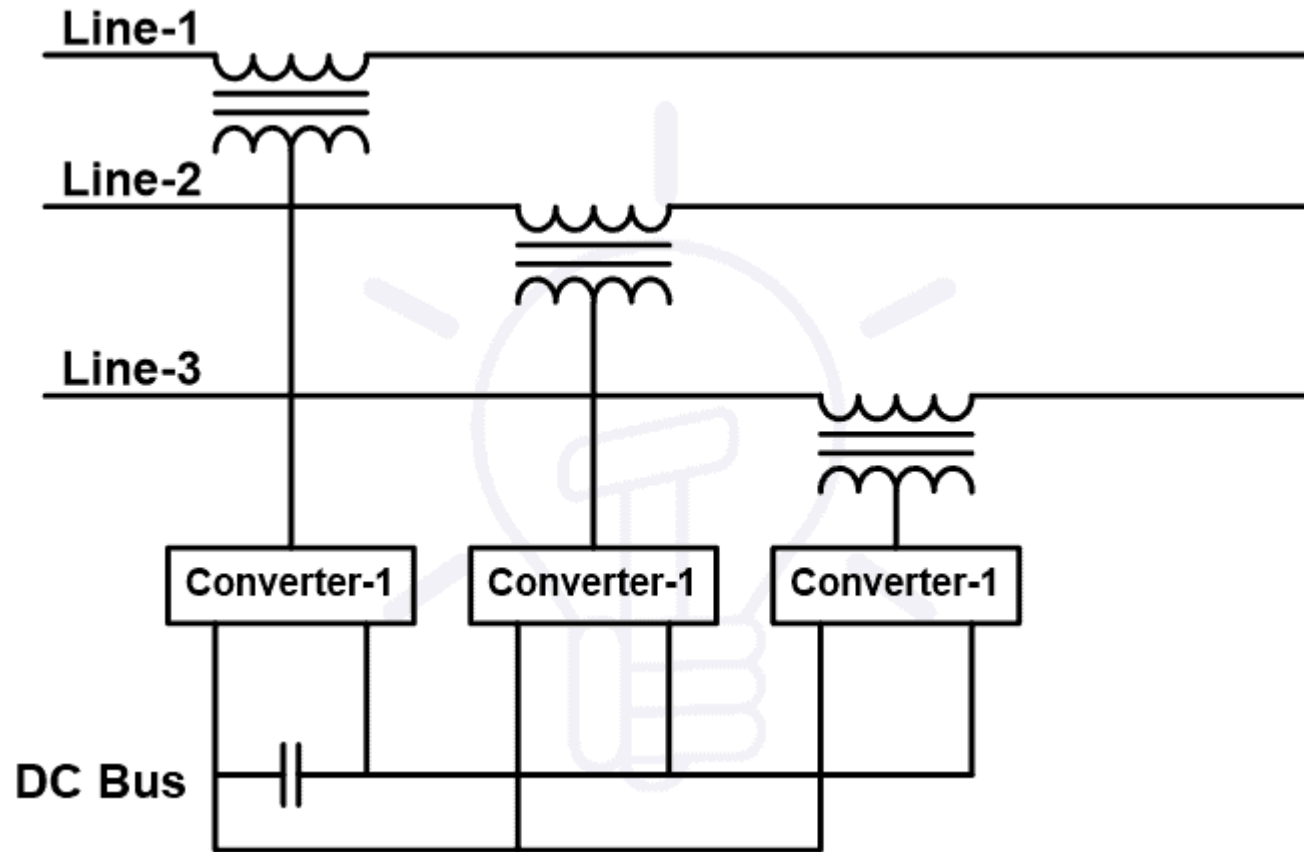 Line-1
Line-2
Line-3
Converter-1 Converter-1 Converter-1
DC Bus